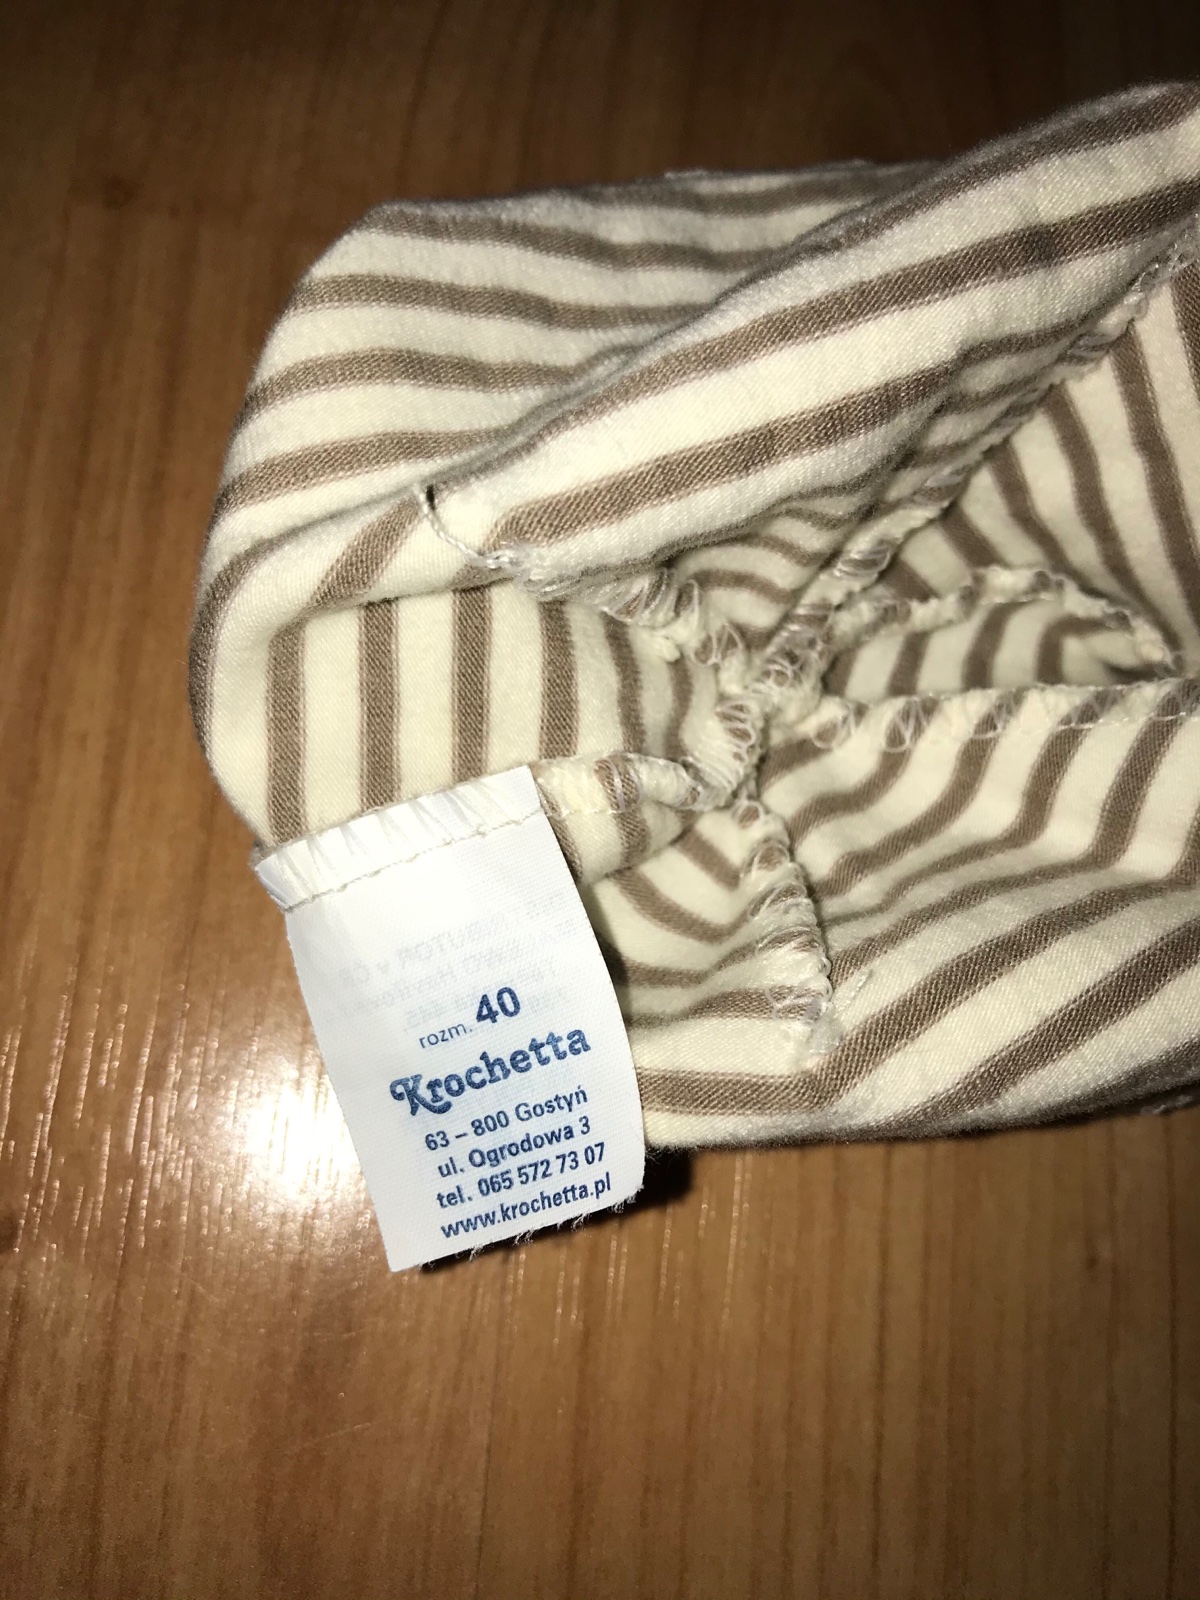 rozm. 40
Krochetta
63 – 800 Gostyń
ul. Ogrodowa 3
tel. 065 572 73 07
www.krochetta.pl